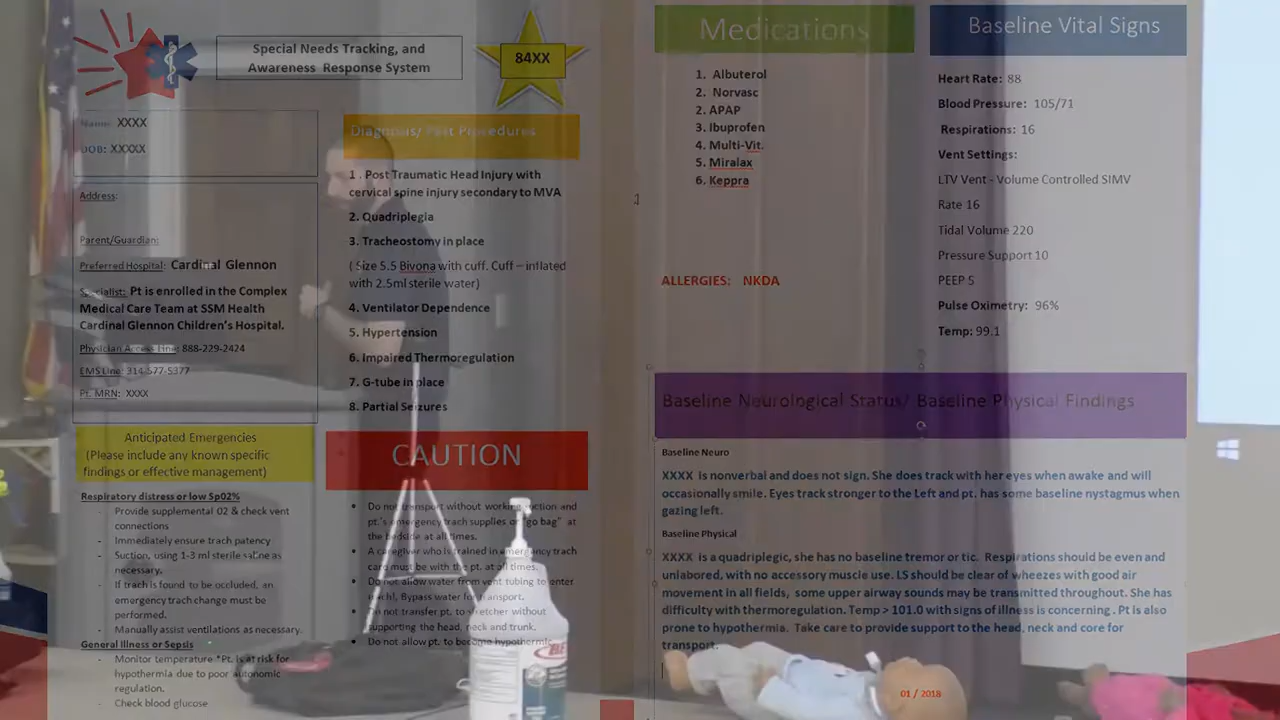 Special Needs Tracking, and
Awareness Response System
84XX
Name: XXXX
DOB: XXXXX
Address:
Parent/Guardian:
Preferred Hospital: Cardinal Glennon
Specialist: Pt is enrolled in the Complex
Medical Care Team at SSM Health
Cardinal Glennon Children's Hospital.
Physician Access Line: 888-229-2424
EMS Line: 314-577-5377
Pt. MRN: XXXX
Diagnosis/ Past Procedures
1 . Post Traumatic Head Injury with
cervical spine injury secondary to MVA
2. Quadriplegia
3. Tracheostomy in place
( Size 5.5 Bivona with cuff. Cuff – inflated
with 2.5ml sterile water)
4. Ventilator Dependence
5. Hypertension
6. Impaired Thermoregulation
7. G-tube in place
8. Partial Seizures
Anticipated Emergencies
(Please include any known specific
findings or effective management)
Respiratory distress or low Sp02%
- Provide supplemental 02 & check vent
connections
- Immediately ensure trach patency
- Suction, using 1-3 ml sterile saline as
necessary.
- If trach is found to be occluded, an
emergency trach change must be
performed.
- Manually assist ventilations as necessary.
General Illness or Sepsis
- Monitor temperature *Pt. is at risk for
hypothermia due to poor autonomic
regulation.
- Check blood glucose
CAUTION
• Do not transport without working suction and
pt.'s emergency trach supplies or "go bag" at
the bedside at all times.
• A caregiver who is trained in emergency trach
care must be with the pt. at all times.
• Do not allow water from vent tubing to enter
trach!, Bypass water for transport.
• Do not transfer pt. to stretcher without
supporting the head, neck and trunk.
• Do not allow pt. to become hypothermic.
Medications
1. Albuterol
2. Norvasc
2. APAP
3. Ibuprofen
4. Multi-Vit.
5. Miralax
6. Keppra
ALLERGIES: NKDA
Baseline Vital Signs
Heart Rate: 88
Blood Pressure: 105/71
Respirations: 16
Vent Settings:
LTV Vent - Volume Controlled SIMV
Rate 16
Tidal Volume 220
Pressure Support 10
PEEP 5
Pulse Oximetry: 96%
Temp: 99.1
Baseline Neurological Status/ Baseline Physical Findings
Baseline Neuro
XXXX is nonverbal and does not sign. She does track with her eyes when awake and will
occasionally smile. Eyes track stronger to the Left and pt. has some baseline nystagmus when
gazing left.
Baseline Physical
XXXX is a quadriplegic, she has no baseline tremor or tic. Respirations should be even and
unlabored, with no accessory muscle use. LS should be clear of wheezes with good air
movement in all fields, some upper airway sounds may be transmitted throughout. She has
difficulty with thermoregulation. Temp > 101.0 with signs of illness is concerning . Pt is also
prone to hypothermia. Take care to provide support to the head, neck and core for
transport.
01 / 2018